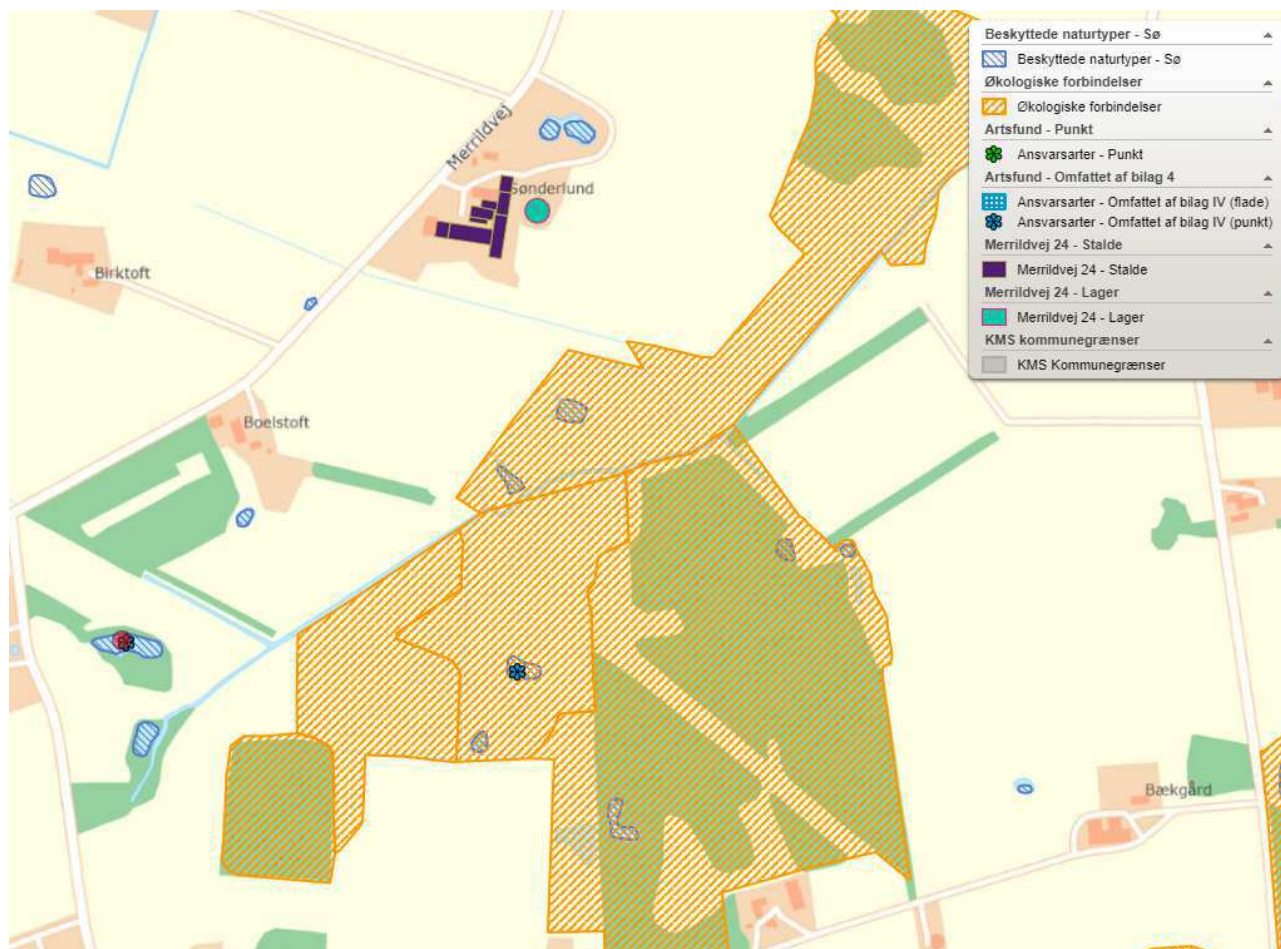 Beskyttede naturtyper - Sø
Beskyttede naturtyper - Sø
Økologiske forbindelser
Økologiske forbindelser
Artsfund - Punkt
Ansvarsarter - Punkt
Artsfund - Omfattet af bilag 4
Ansvarsarter - Omfattet af bilag IV (flade)
Ansvarsarter - Omfattet af bilag IV (punkt)
Merrildvej 24 - Stalde
Merrildvej 24 - Stalde
Merrildvej 24 - Lager
Merrildvej 24 - Lager
KMS kommunegrænser
KMS Kommunegrænser
Merrildvej
Sønderlund
Birktoft
Boelstoft
Bækgård